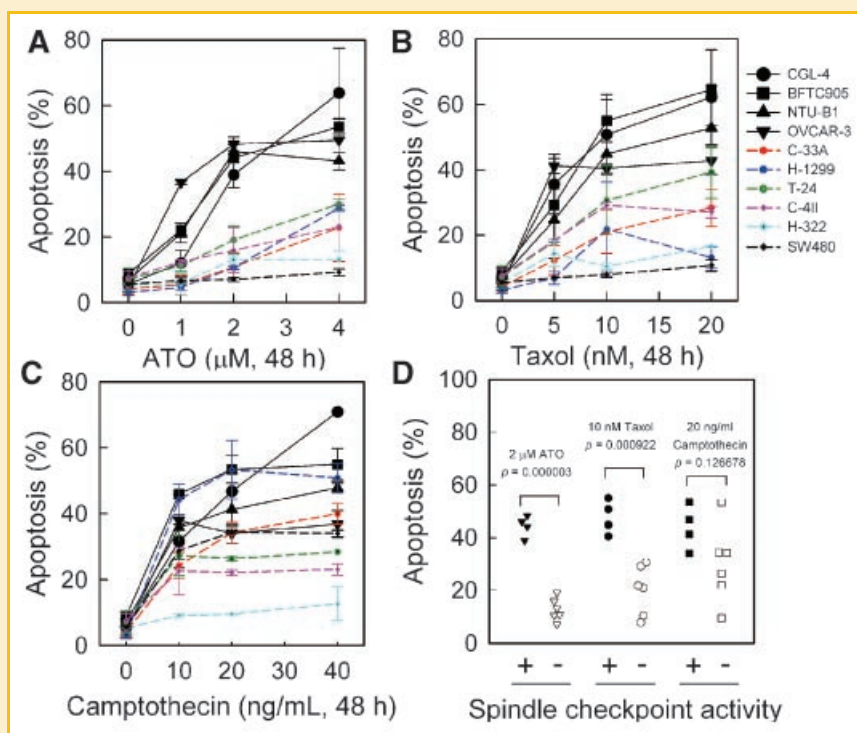 A
80
60
40
20
0
Apoptosis (%)
0 1 2 3 4
ATO (μM, 48 h)
B
80
60
40
20
0
Apoptosis (%)
0 5 10 15 20
Taxol (nM, 48 h)
CGL-4
BFTC905
NTU-B1
OVCAR-3
C-33A
H-1299
T-24
C-4II
H-322
SW480
C
80
60
40
20
0
Apoptosis (%)
0 10 20 30 40
Camptothecin (ng/mL, 48 h)
D
100
80
60
40
20
0
Apoptosis (%)
2 μM ATO
p = 0.000003
10 nM Taxol
p = 0.000922
20 ng/ml
Camptothecin
p = 0.126678
+ - + - + -
Spindle checkpoint activity